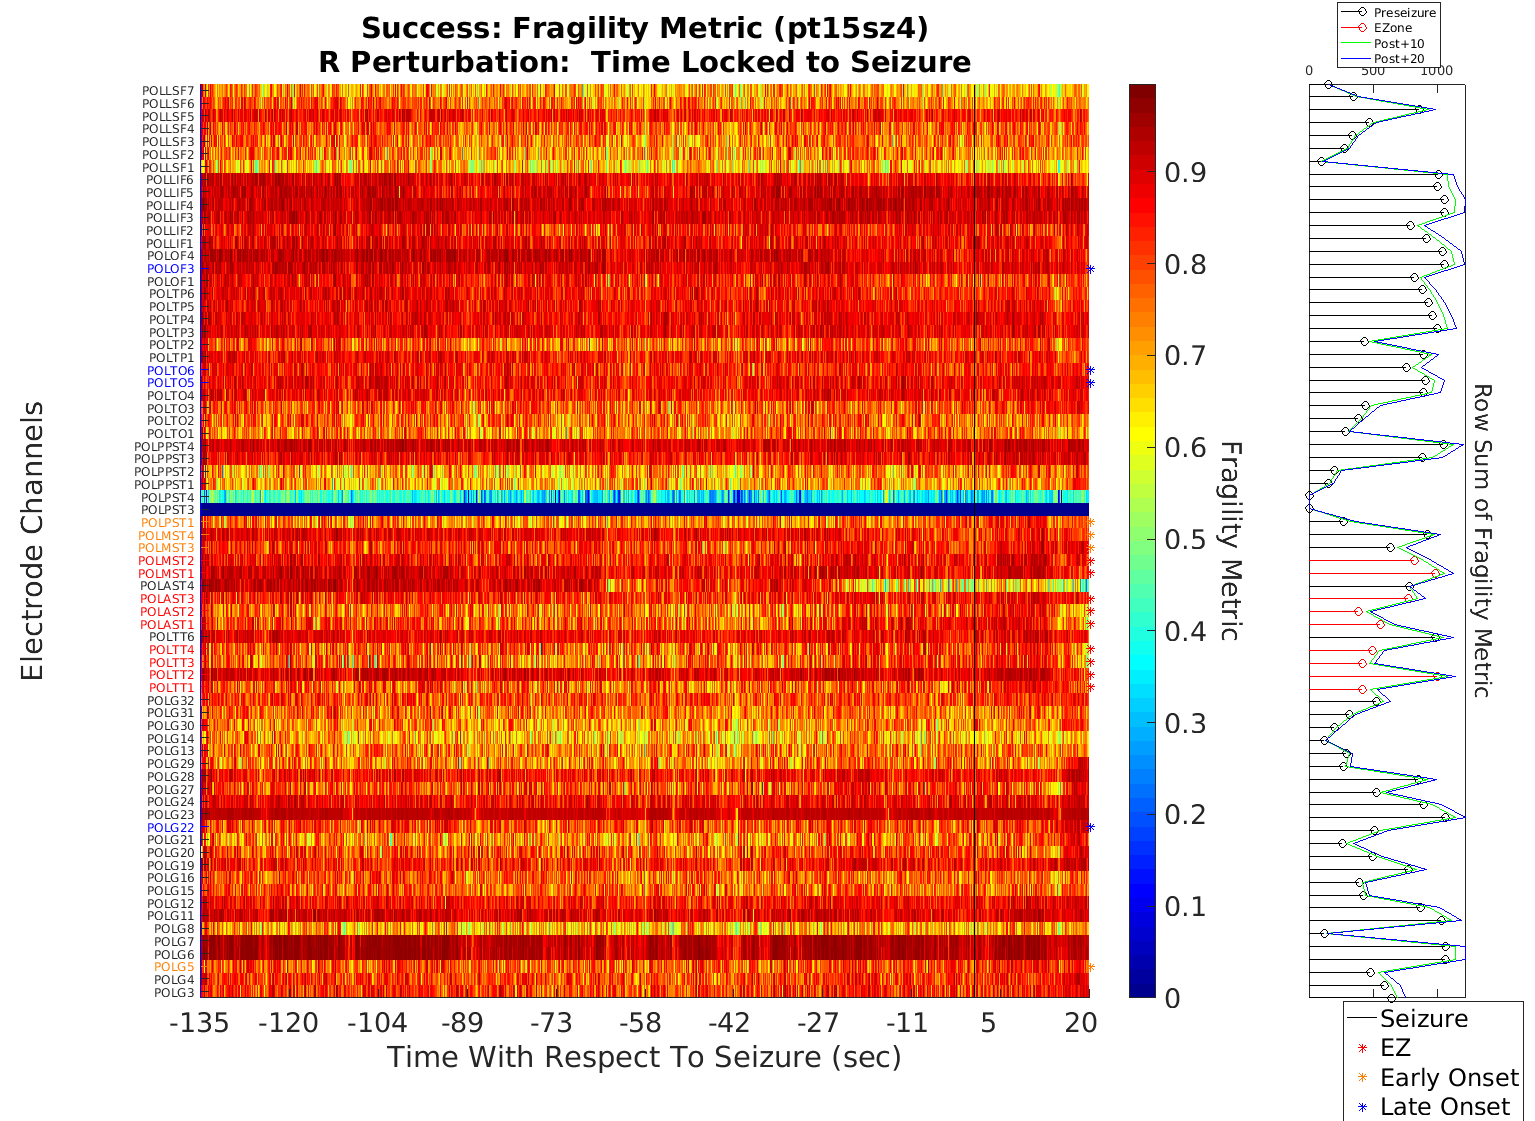 Success: Fragility Metric (pt15sz4)
R Perturbation:  Time Locked to Seizure
Electrode Channels
POLLSF7
POLLSF6
POLLSF5
POLLSF4
POLLSF3
POLLSF2
POLLSF1
POLLIF6
POLLIF5
POLLIF4
POLLIF3
POLLIF2
POLLIF1
POLOF4
POLOF3
POLOF1
POLTP6
POLTP5
POLTP4
POLTP3
POLTP2
POLTP1
POLTO6
POLTO5
POLTO4
POLTO3
POLTO2
POLTO1
POLPPST4
POLPPST3
POLPPST2
POLPPST1
POLPST4
POLPST3
POLPST1
POLMST4
POLMST3
POLMST2
POLMST1
POLAST4
POLAST3
POLAST2
POLAST1
POLTT6
POLTT4
POLTT3
POLTT2
POLTT1
POLG32
POLG31
POLG30
POLG14
POLG13
POLG29
POLG28
POLG27
POLG24
POLG23
POLG22
POLG21
POLG20
POLG19
POLG16
POLG15
POLG12
POLG11
POLG8
POLG7
POLG6
POLG5
POLG4
POLG3
-135 -120 -104 -89 -73 -58 -42 -27 -11 5 20
Time With Respect To Seizure (sec)
0.9
0.8
0.7
0.6
0.5
0.4
0.3
0.2
0.1
0
Fragility Metric
Preseizure
EZone
Post+10
Post+20
0 500 1000
Row Sum of Fragility Metric
Seizure
EZ
Early Onset
Late Onset